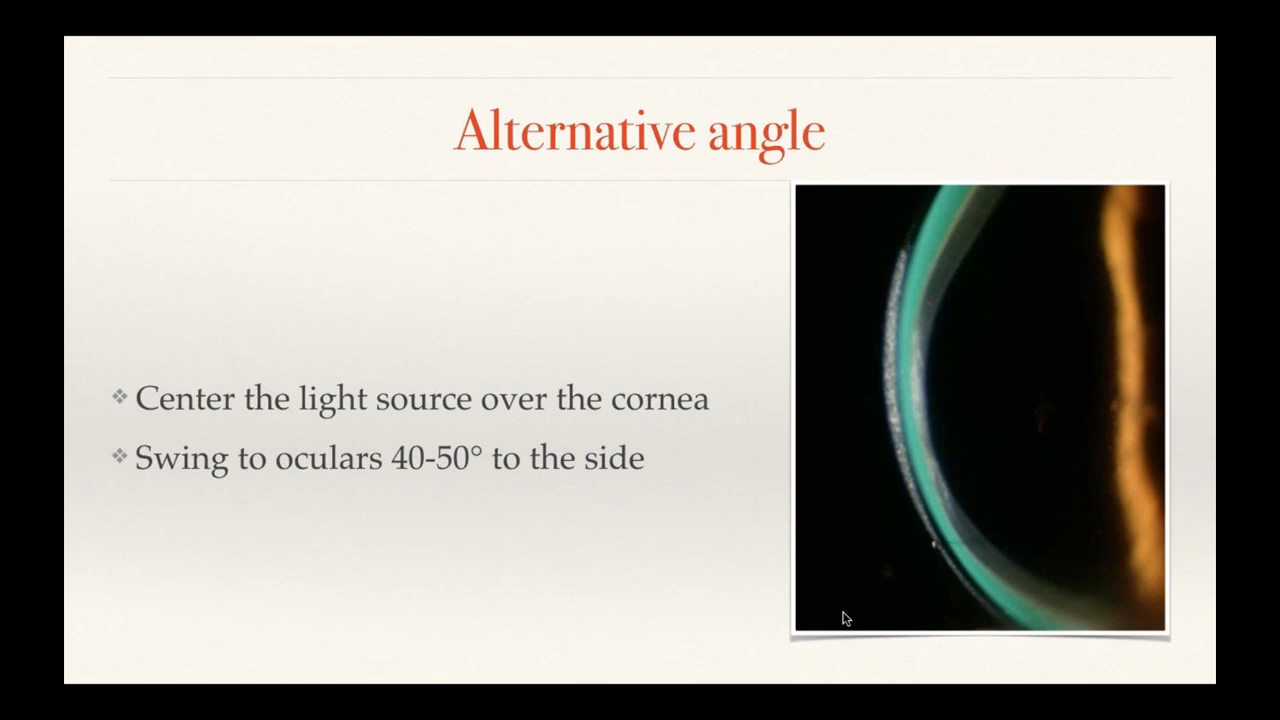 Alternative angle
Center the light source over the cornea
Swing to oculars 40-50° to the side